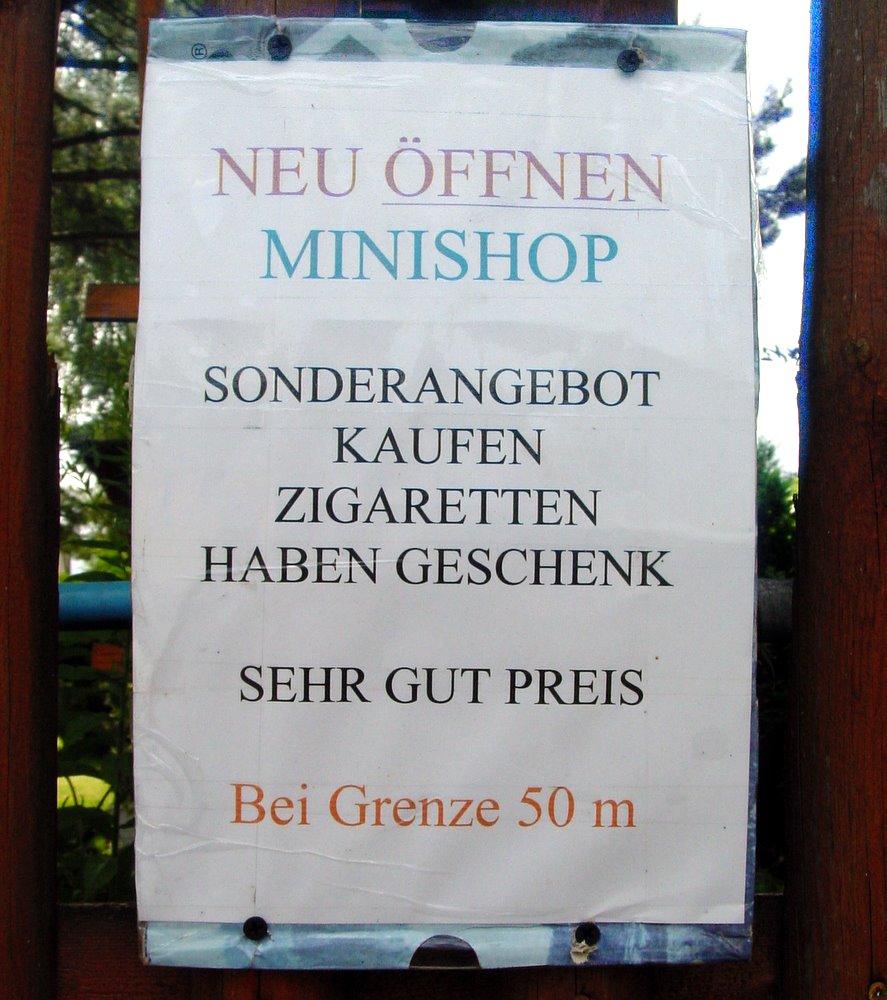 ®
NEU ÖFFNEN
MINISHOP
SONDERANGEBOT
KAUFEN
ZIGARETTEN
HABEN GESCHENK
SEHR GUT PREIS
Bei Grenze 50 m